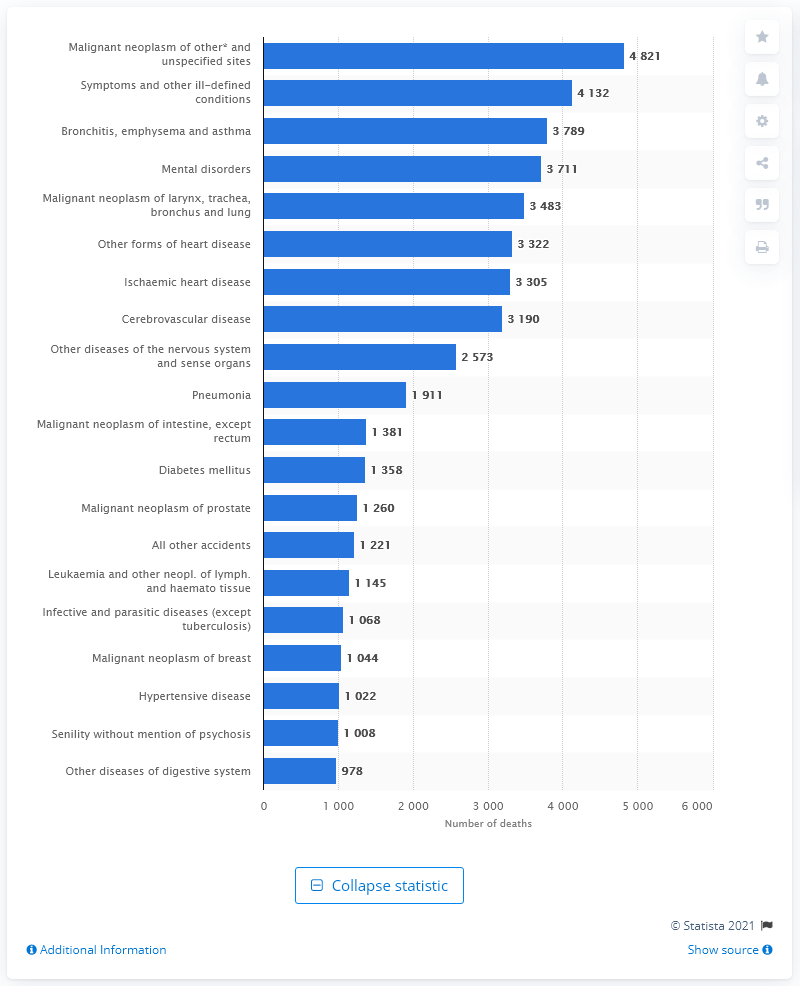 Malignant neoplasm of other* and
unspecified sites
4 821
Symptoms and other ill-defined
conditions
4 132
Bronchitis, emphysema and asthma
3 789
Mental disorders
3 711
Malignant neoplasm of larynx, trachea,
bronchus and lung
3 483
Other forms of heart disease
3 322
Ischaemic heart disease
3 305
Cerebrovascular disease
3 190
Other diseases of the nervous system
and sense organs
2 573
Pneumonia
1 911
Malignant neoplasm of intestine, except
rectum
1 381
Diabetes mellitus
1 358
Malignant neoplasm of prostate
1 260
All other accidents
1 221
Leukaemia and other neopl. of lymph.
and haemato tissue
1 145
Infective and parasitic diseases (except
tuberculosis)
1 068
Malignant neoplasm of breast
1 044
Hypertensive disease
1 022
Senility without mention of psychosis
1 008
Other diseases of digestive system
978
0 1 000 2 000 3 000 4 000 5 000 6 000
Number of deaths
Collapse statistic
© Statista 2021
Additional Information
Show source